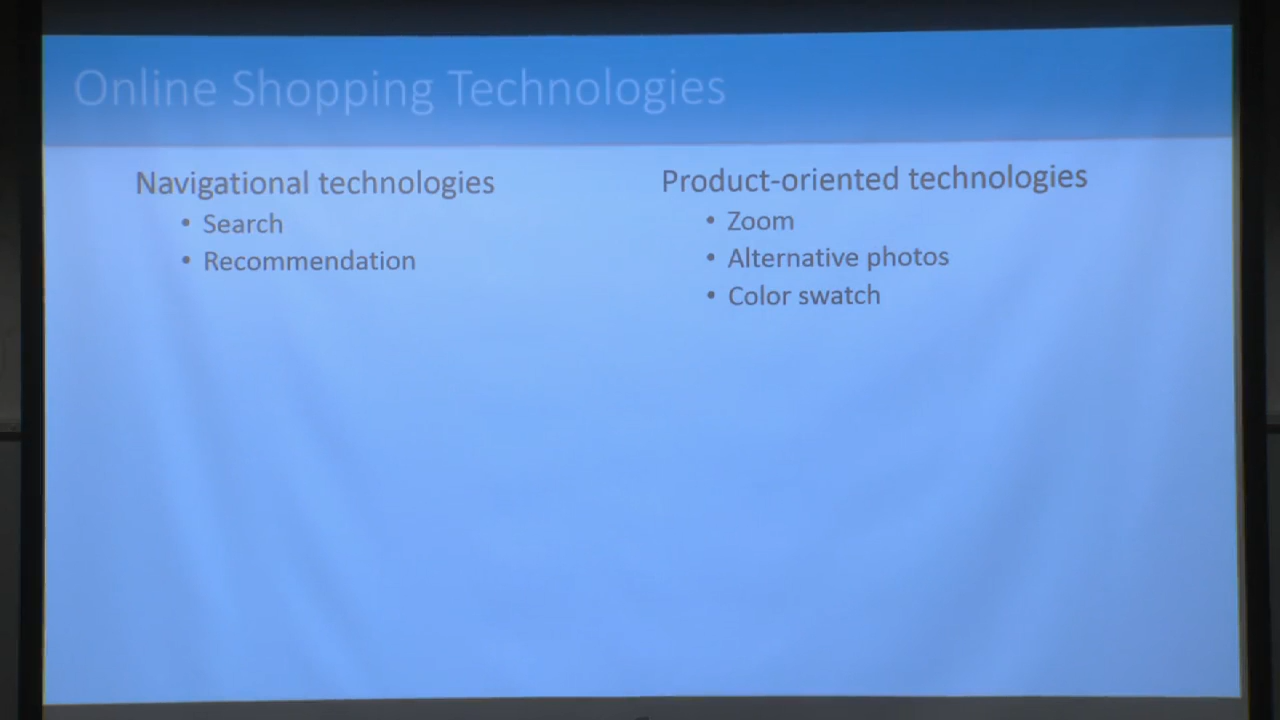 Online Shopping Technologies
Navigational technologies
• Search
• Recommendation
Product-oriented technologies
• Zoom
• Alternative photos
• Color swatch